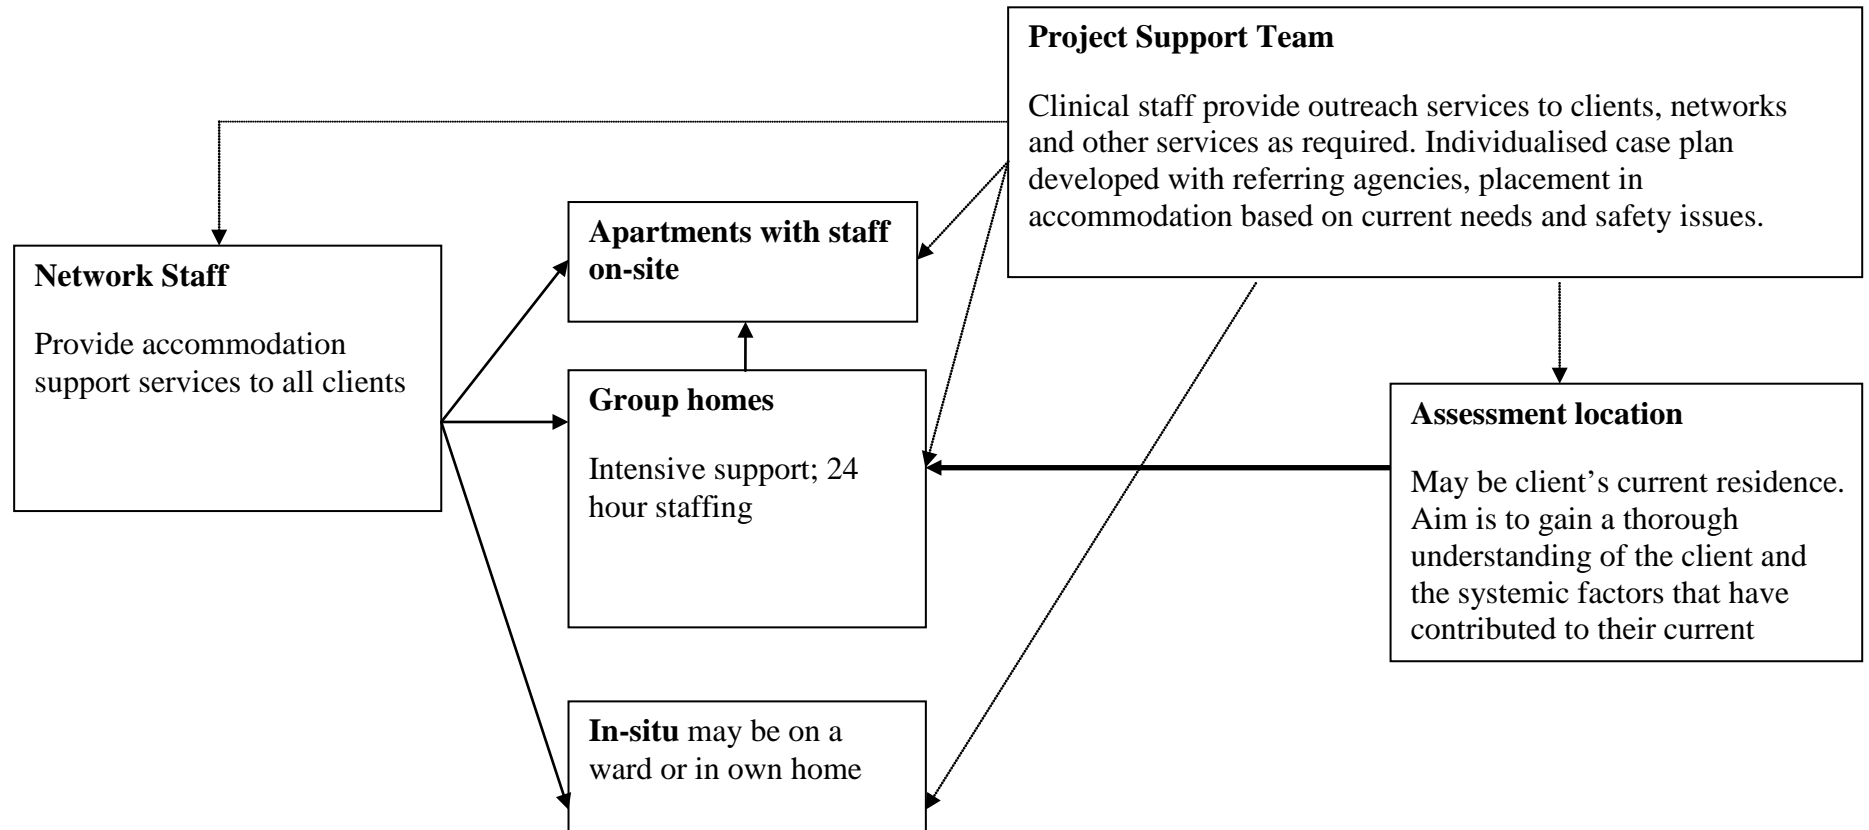 Project Support Team
Clinical staff provide outreach services to clients, networks
and other services as required. Individualised case plan
developed with referring agencies, placement in
accommodation based on current needs and safety issues.
Network Staff
Provide accommodation
support services to all clients
Apartments with staff
on-site
Group homes
Intensive support; 24
hour staffing
In-situ may be on a
ward or in own home
Assessment location
May be client’s current residence.
Aim is to gain a thorough
understanding of the client and
the systemic factors that have
contributed to their current